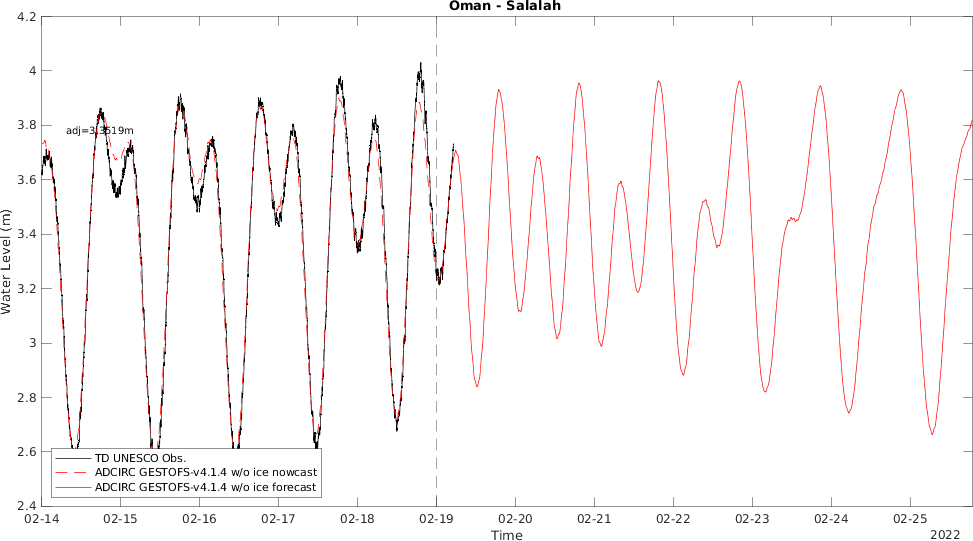 Oman - Salalah
4.2
4
3.8
3.6
3.4
3.2
3
2.8
2.6
2.4
Water Level (m)
adj=3.3519m
TD UNESCO Obs.
ADCIRC GESTOFS-v4.1.4 w/o ice nowcast
ADCIRC GESTOFS-v4.1.4 w/o ice forecast
02-14 02-15 02-16 02-17 02-18 02-19 02-20 02-21 02-22 02-23 02-24 02-25
Time
2022